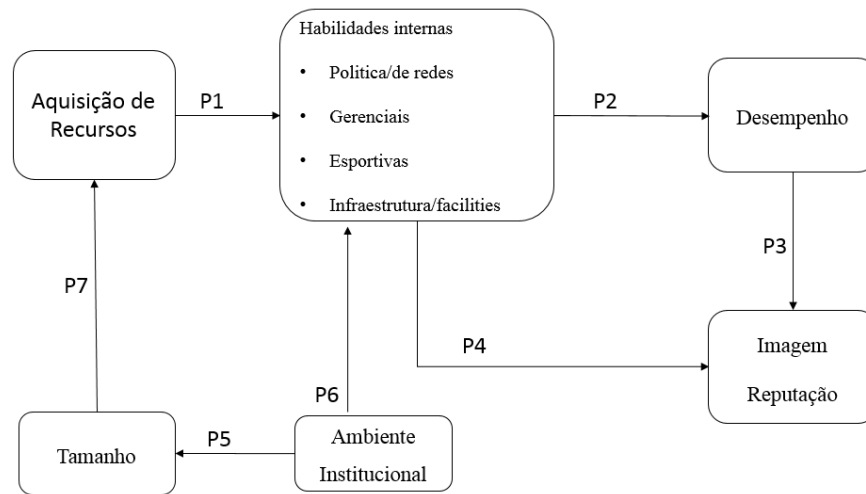 Habilidades internas
• Politica/de redes
• Gerenciais
• Esportivas
• Infraestrutura/facilities
Aquisição de
Recursos
P1
P2
Desempenho
P3
P7
P4
Imagem
Reputação
P6
P5
Tamanho
Ambiente
Institucional